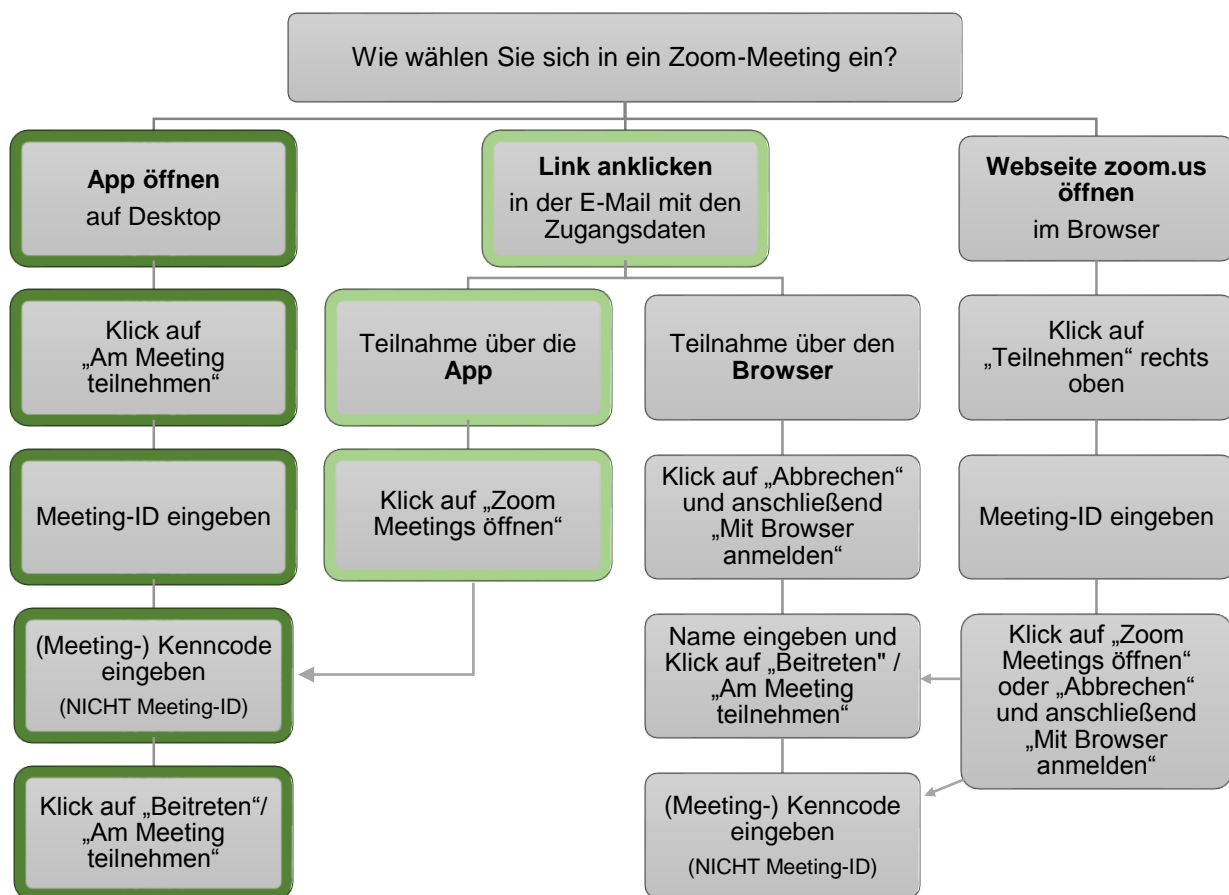 Wie wählen Sie sich in ein Zoom-Meeting ein?
App öffnen
auf Desktop
Link anklicken
in der E-Mail mit den
Zugangsdaten
Webseite zoom.us
öffnen
im Browser
Klick auf
„Am Meeting
teilnehmen“
Teilnahme über die
App
Teilnahme über den
Browser
Klick auf
„Teilnehmen“ rechts
oben
Meeting-ID eingeben
Klick auf „Zoom
Meetings öffnen“
Klick auf „Abbrechen“
und anschließend
„Mit Browser
anmelden“
Meeting-ID eingeben
(Meeting-) Kenncode
eingeben
(NICHT Meeting-ID)
Name eingeben und
Klick auf „Beitreten" /
„Am Meeting
teilnehmen“
Klick auf „Zoom
Meetings öffnen“
oder „Abbrechen“
und anschließend
„Mit Browser
anmelden“
Klick auf „Beitreten“/
„Am Meeting
teilnehmen“
(Meeting-) Kenncode
eingeben
(NICHT Meeting-ID)